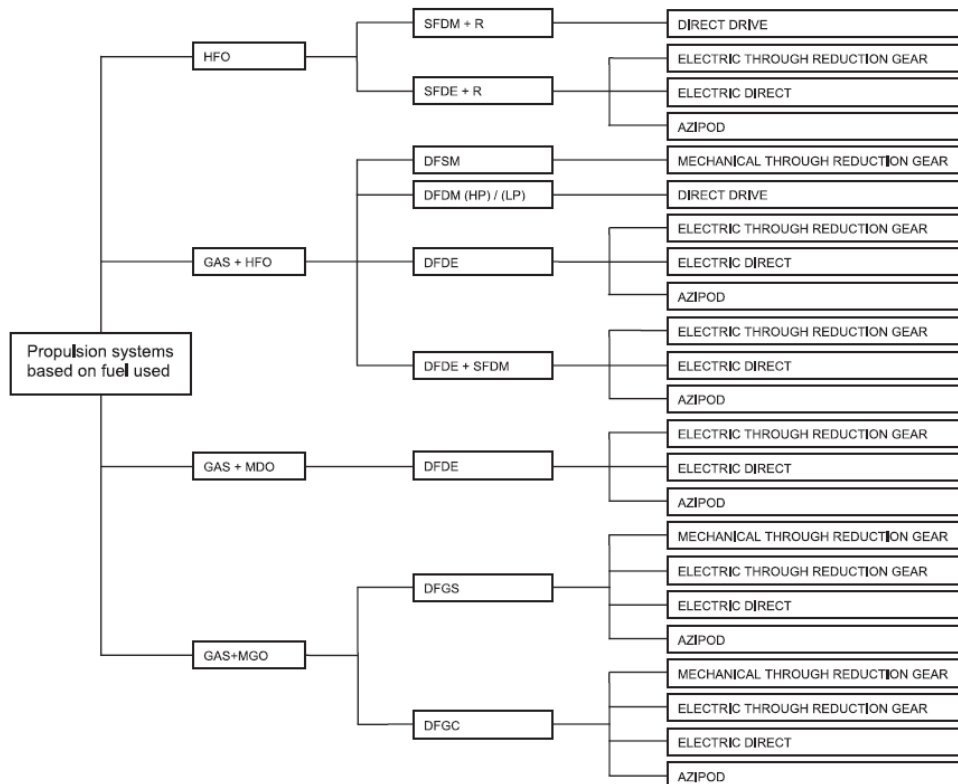 Propulsion systems
based on fuel used
HFO
SFDM + R
DIRECT DRIVE
SFDE + R
ELECTRIC THROUGH REDUCTION GEAR
ELECTRIC DIRECT
AZIPOD
GAS + HFO
DFSM
MECHANICAL THROUGH REDUCTION GEAR
DFDM (HP) / (LP)
DIRECT DRIVE
DFDE
ELECTRIC THROUGH REDUCTION GEAR
ELECTRIC DIRECT
AZIPOD
DFDE + SFDM
ELECTRIC THROUGH REDUCTION GEAR
ELECTRIC DIRECT
AZIPOD
GAS + MDO
DFDE
ELECTRIC THROUGH REDUCTION GEAR
ELECTRIC DIRECT
AZIPOD
GAS+MGO
DFGS
MECHANICAL THROUGH REDUCTION GEAR
ELECTRIC THROUGH REDUCTION GEAR
ELECTRIC DIRECT
AZIPOD
DFGC
MECHANICAL THROUGH REDUCTION GEAR
ELECTRIC THROUGH REDUCTION GEAR
ELECTRIC DIRECT
AZIPOD